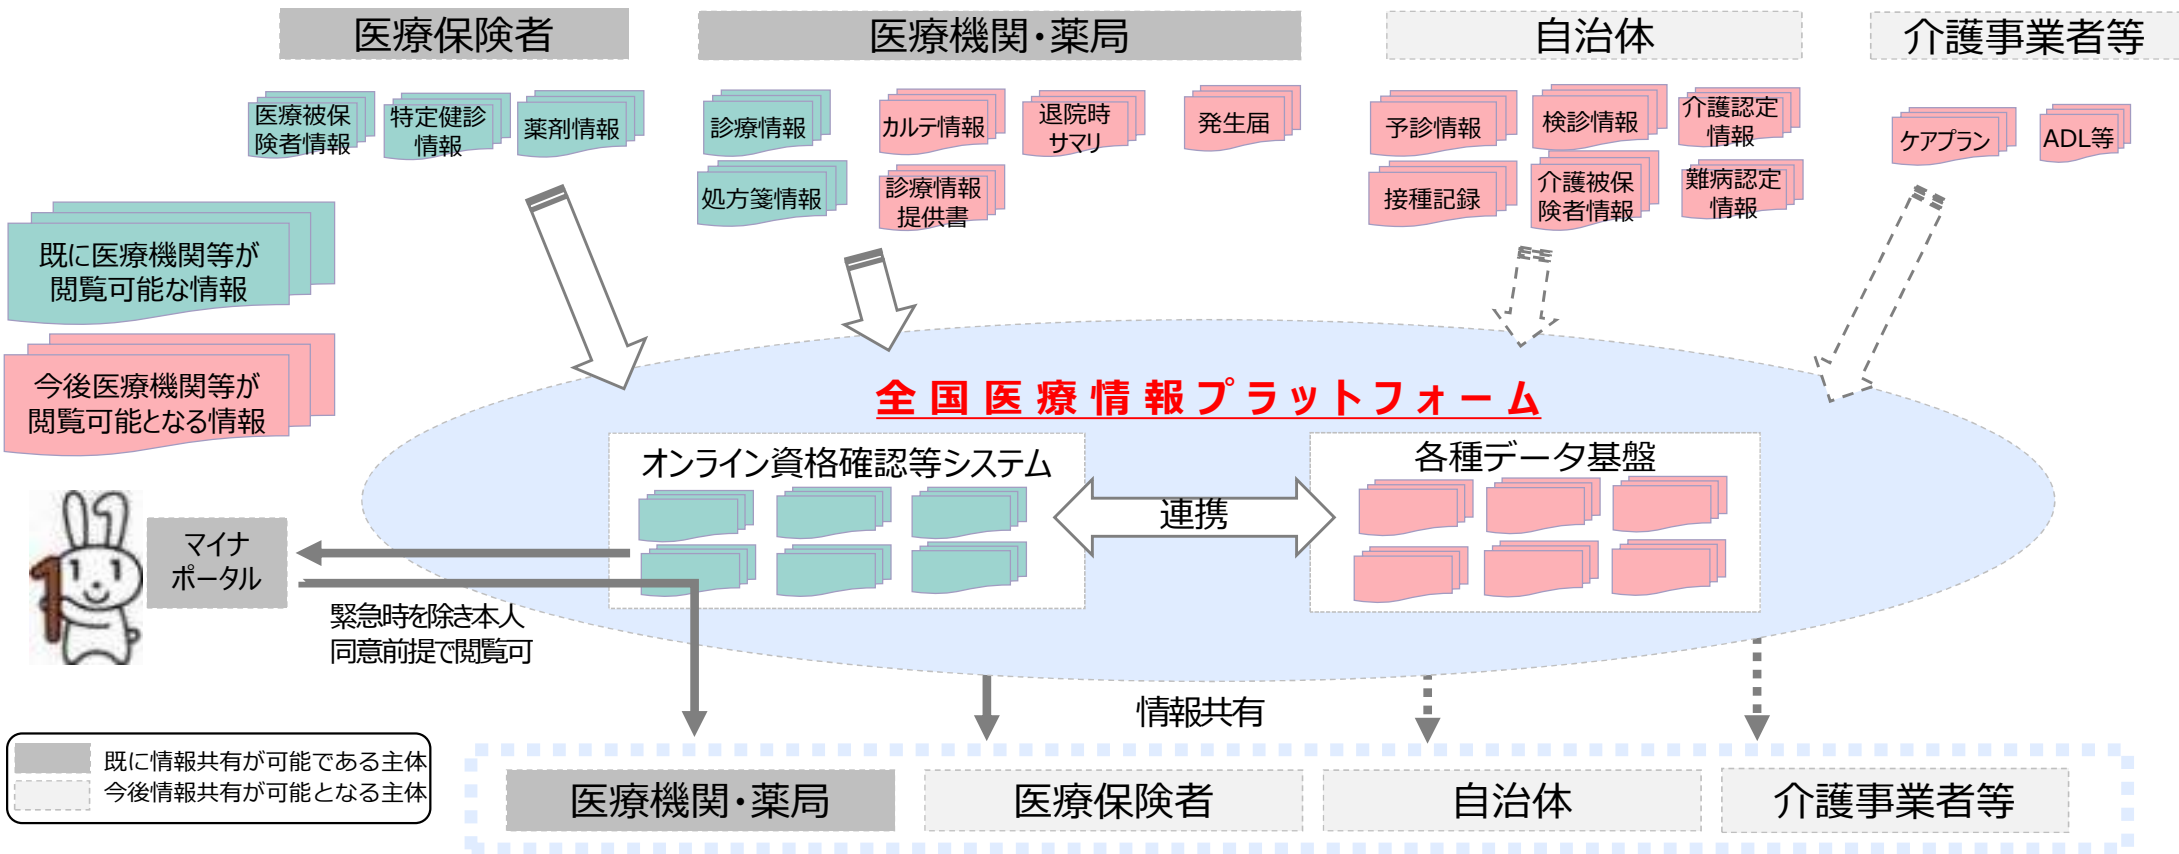 医療保険者
医療機関・薬局
自治体
介護事業者等
医療被保
険者情報
特定健診
情報
薬剤情報
診療情報
処方箋情報
カルテ情報
診療情報
提供書
退院時
サマリ
発生届
予診情報
接種記録
検診情報
介護被保
険者情報
介護認定
情報
難病認定
情報
ケアプラン
ADL等
既に医療機関等が
閲覧可能な情報
今後医療機関等が
閲覧可能となる情報
全国医療情報プラットフォーム
オンライン資格確認等システム
連携
各種データ基盤
マイナ
ポータル
緊急時を除き本人
同意前提で閲覧可
情報共有
既に情報共有が可能である主体
今後情報共有が可能となる主体
医療機関・薬局
医療保険者
自治体
介護事業者等